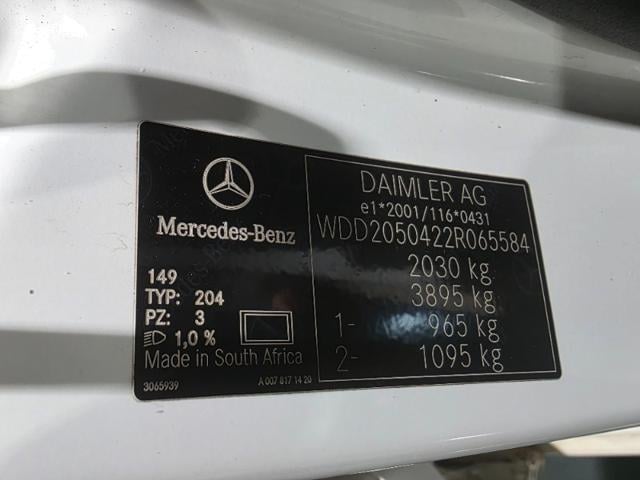 Mercedes-Benz
149
TYP: 204
PZ: 3
1,0 %
Made in South Africa
3065939
A 007 817 14 20
DAIMLER AG
e1*2001/116*0431
WDD2050422R065584
2030 kg
3895 kg
1- 965 kg
2- 1095 kg